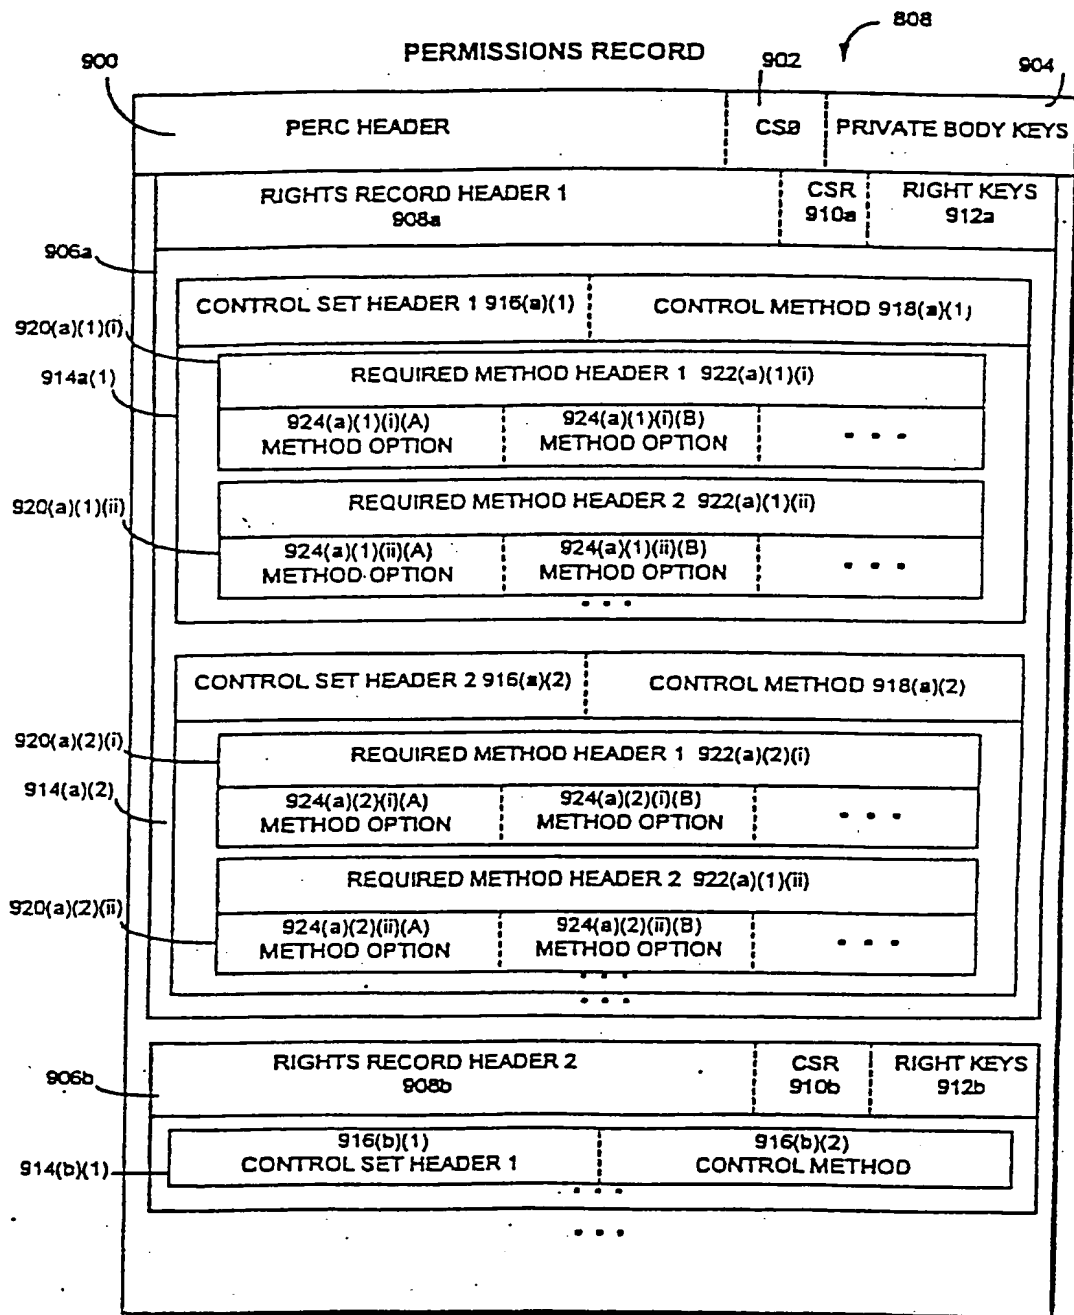 808
PERMISSIONS RECORD
900
902
904
PERC HEADER
CS0
PRIVATE BODY KEYS
RIGHTS RECORD HEADER 1
908a
CSR
910a
RIGHT KEYS
912a
906a
CONTROL SET HEADER 1 916(a)(1)
CONTROL METHOD 918(a)(1)
920(a)(1)(i)
REQUIRED METHOD HEADER 1 922(a)(1)(i)
914a(1)
924(a)(1)(i)(A)
METHOD OPTION
924(a)(1)(i)(B)
METHOD OPTION
• • •
REQUIRED METHOD HEADER 2 922(a)(1)(ii)
920(a)(1)(ii)
924(a)(1)(ii)(A)
METHOD OPTION
924(a)(1)(ii)(B)
METHOD OPTION
• • •
• • •
CONTROL SET HEADER 2 916(a)(2)
CONTROL METHOD 918(a)(2)
920(a)(2)(i)
REQUIRED METHOD HEADER 1 922(a)(2)(i)
914(a)(2)
924(a)(2)(i)(A)
METHOD OPTION
924(a)(2)(i)(B)
METHOD OPTION
• • •
REQUIRED METHOD HEADER 2 922(a)(1)(ii)
920(a)(2)(ii)
924(a)(2)(ii)(A)
METHOD OPTION
924(a)(2)(ii)(B)
METHOD OPTION
• • •
• • •
• • •
RIGHTS RECORD HEADER 2
908b
CSR
910b
RIGHT KEYS
912b
906b
914(b)(1)
916(b)(1)
CONTROL SET HEADER 1
916(b)(2)
CONTROL METHOD
• • •
• • •